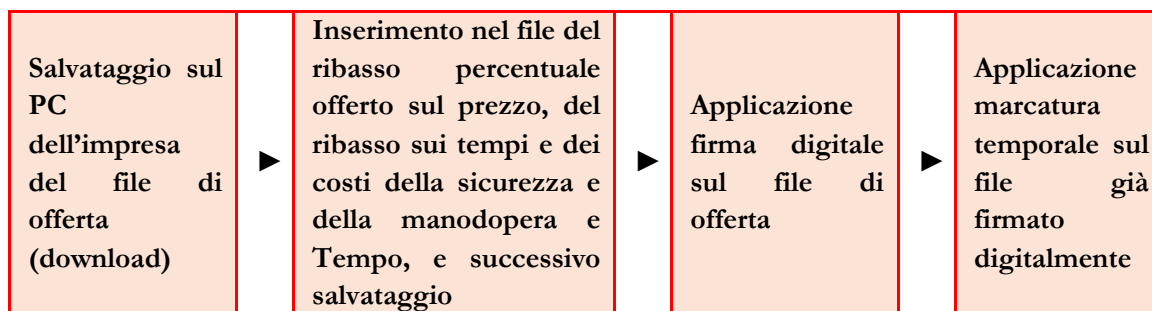 Salvataggio sul
PC
dell’impresa
del file di
offerta
(download)
►
Inserimento nel file del
ribasso percentuale
offerto sul prezzo, del
ribasso sui tempi e dei
costi della sicurezza e
della manodopera e
Tempo, e successivo
salvataggio
►
Applicazione
firma digitale
sul file di
offerta
►
Applicazione
marcatura
temporale sul
file già
firmato
digitalmente